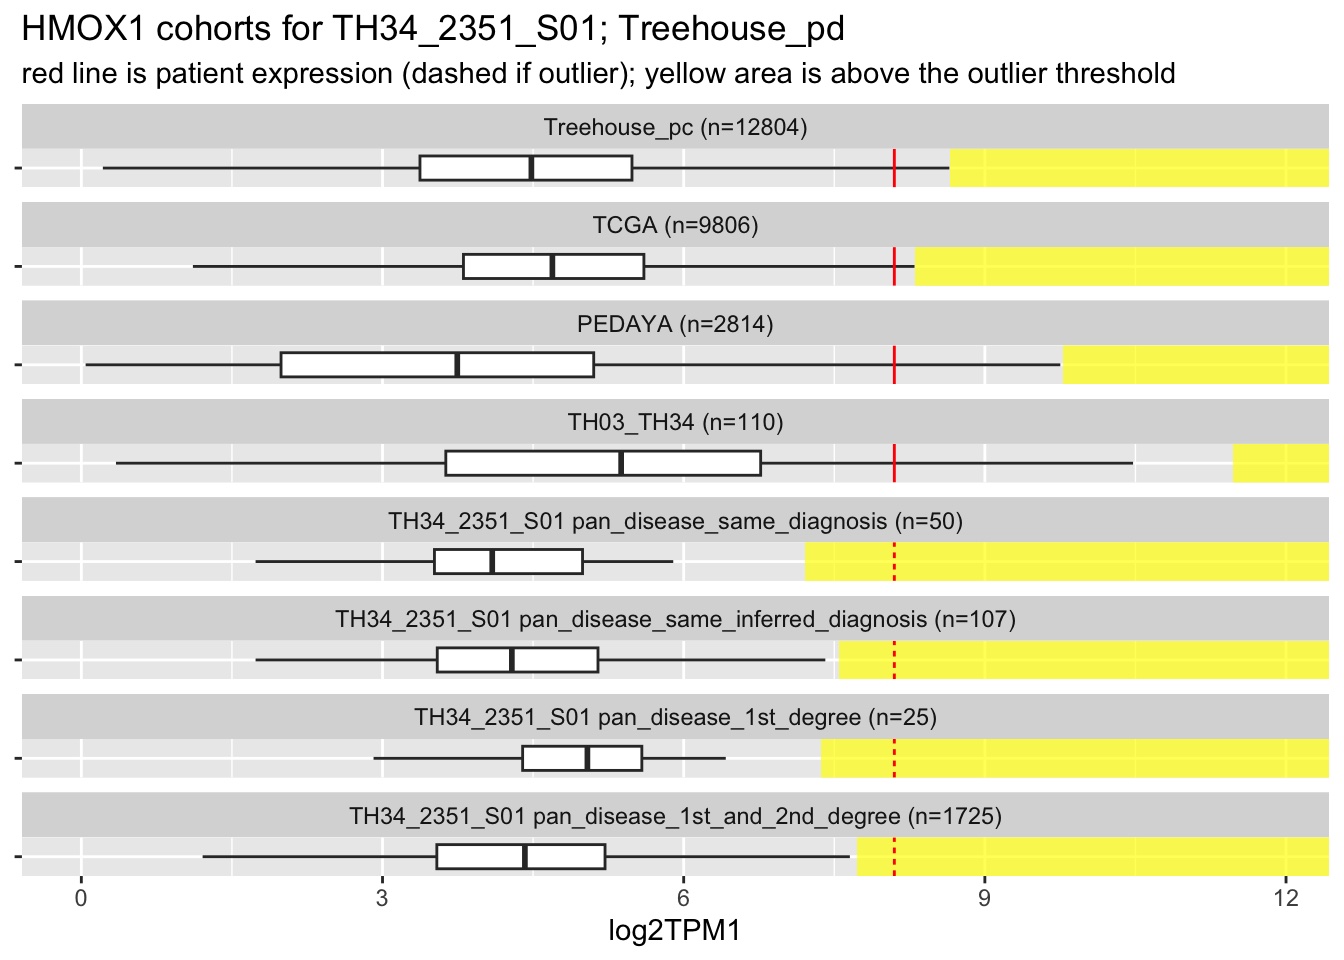 HMOX1 cohorts for TH34_2351_S01; Treehouse_pd
red line is patient expression (dashed if outlier); yellow area is above the outlier threshold
Treehouse_pc (n=12804)
TCGA (n=9806)
PEDAYA (n=2814)
TH03_TH34 (n=110)
TH34_2351_S01 pan_disease_same_diagnosis (n=50)
TH34_2351_S01 pan_disease_same_inferred_diagnosis (n=107)
TH34_2351_S01 pan_disease_1st_degree (n=25)
TH34_2351_S01 pan_disease_1st_and_2nd_degree (n=1725)
0 3 6 9 12
log2TPM1